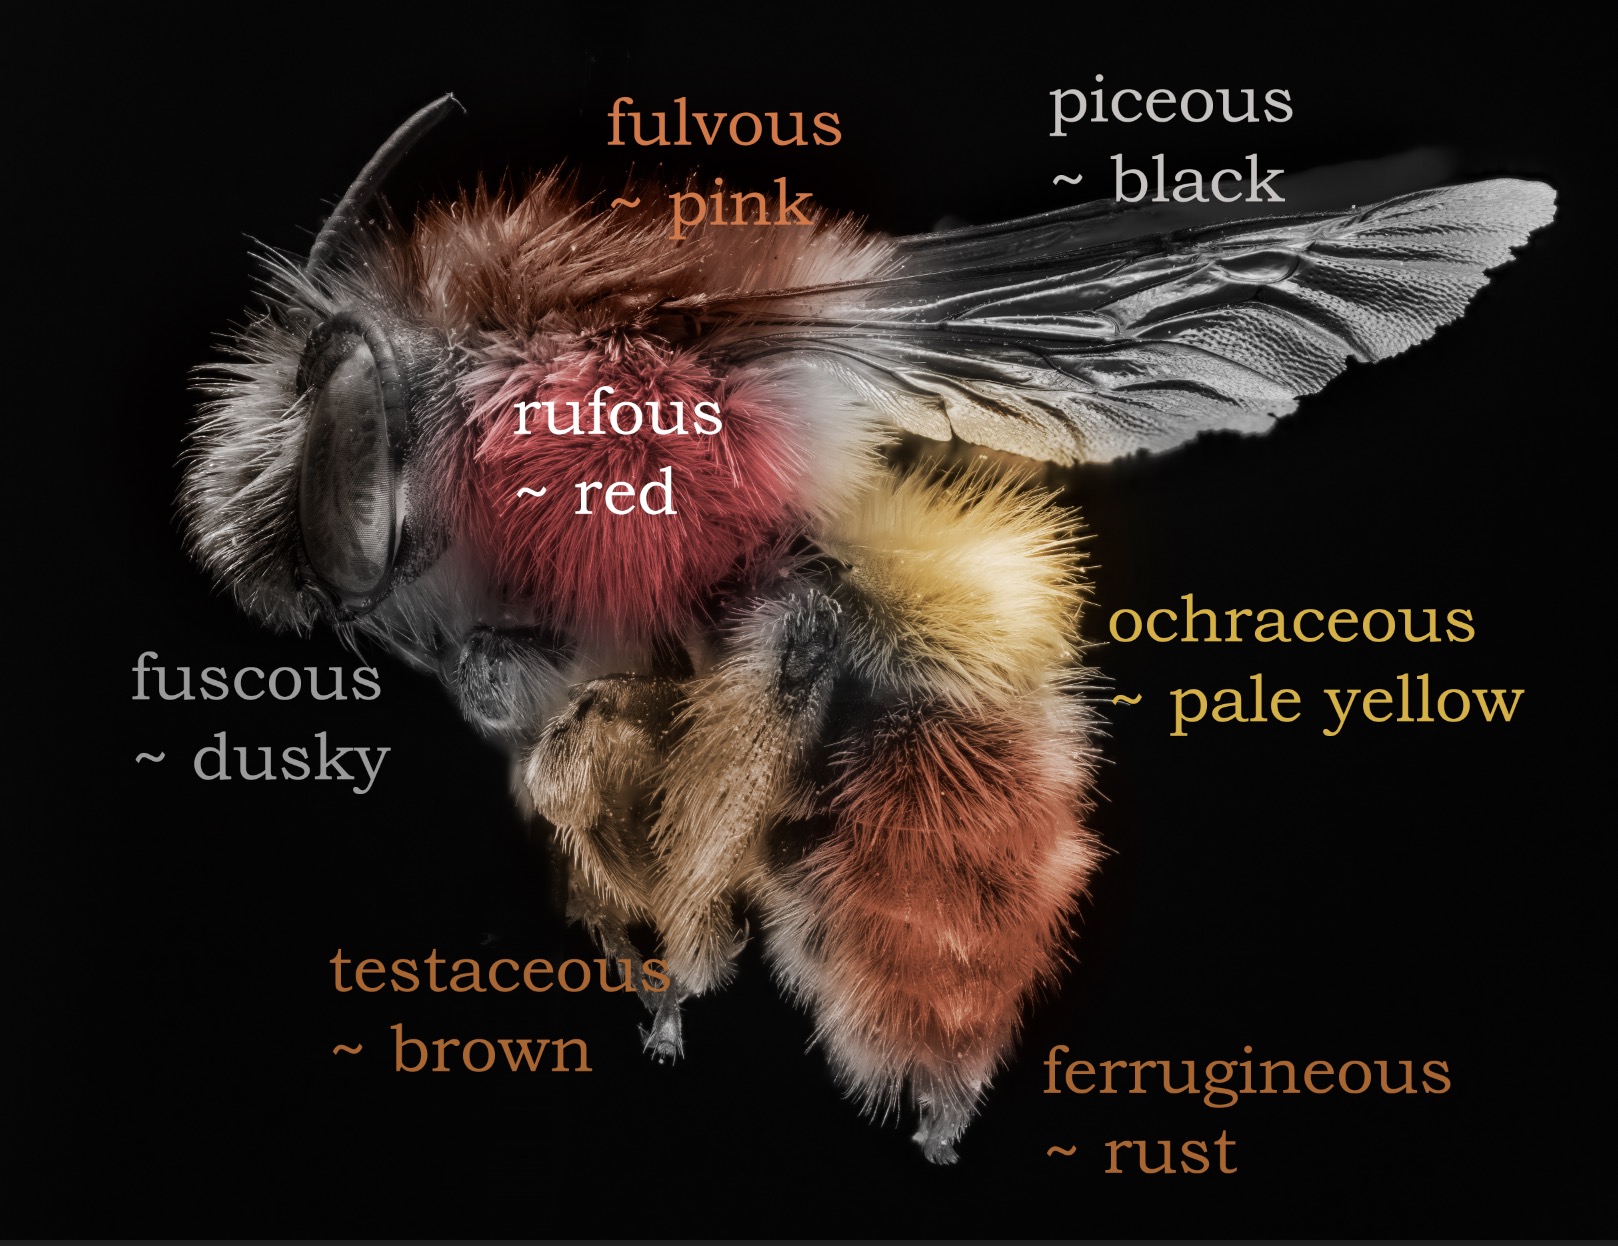 fulvous
~ pink
piceous
~ black
rufous
~ red
ochraceous
~ pale yellow
fuscous
~ dusky
testaceous
~ brown
ferrugineous
~ rust